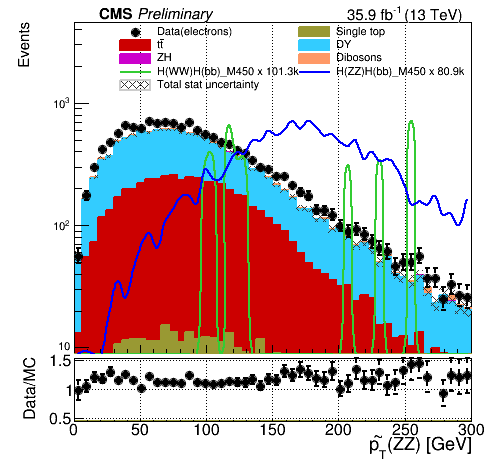 CMS Preliminary 35.9 fb⁻¹ (13 TeV)
Events
Data(electrons) Single top
tt̄ DY
ZH Dibosons
H(WW)H(bb)_M450 x 101.3k H(ZZ)H(bb)_M450 x 80.9k
Total stat uncertainty
10³
10²
10
Data/MC
1.5
1.0
0.5
0 50 100 150 200 250 300
p̃_T(ZZ) [GeV]